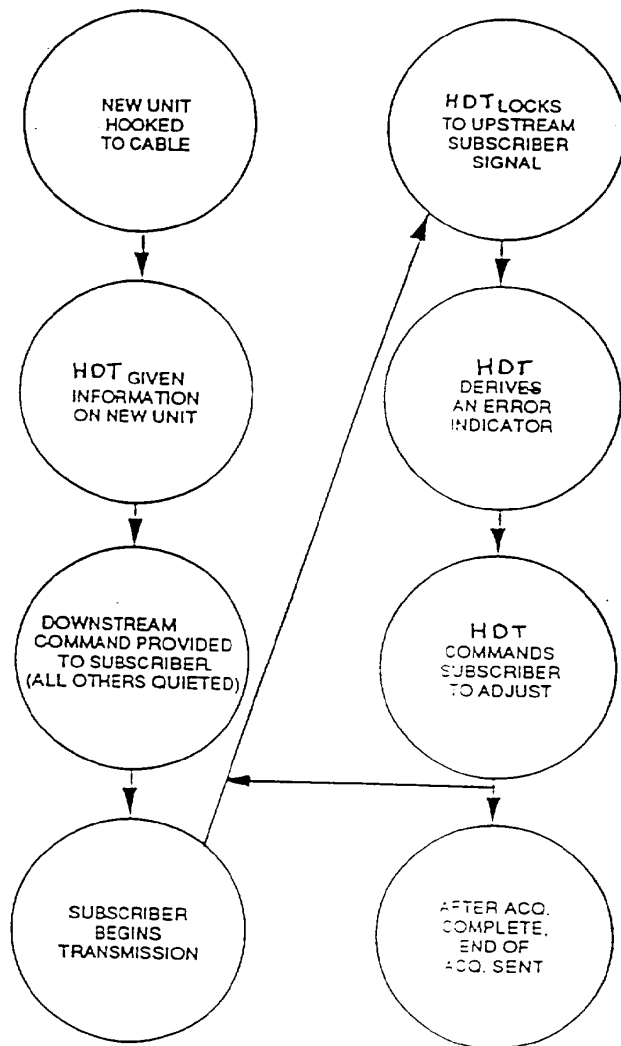 NEW UNIT
HOOKED
TO CABLE
HDT GIVEN
INFORMATION
ON NEW UNIT
DOWNSTREAM
COMMAND PROVIDED
TO SUBSCRIBER
(ALL OTHERS QUIETED)
SUBSCRIBER
BEGINS
TRANSMISSION
HDT LOCKS
TO UPSTREAM
SUBSCRIBER
SIGNAL
HDT
DERIVES
AN ERROR
INDICATOR
HDT
COMMANDS
SUBSCRIBER
TO ADJUST
AFTER ACQ.
COMPLETE,
END OF
ACQ. SENT